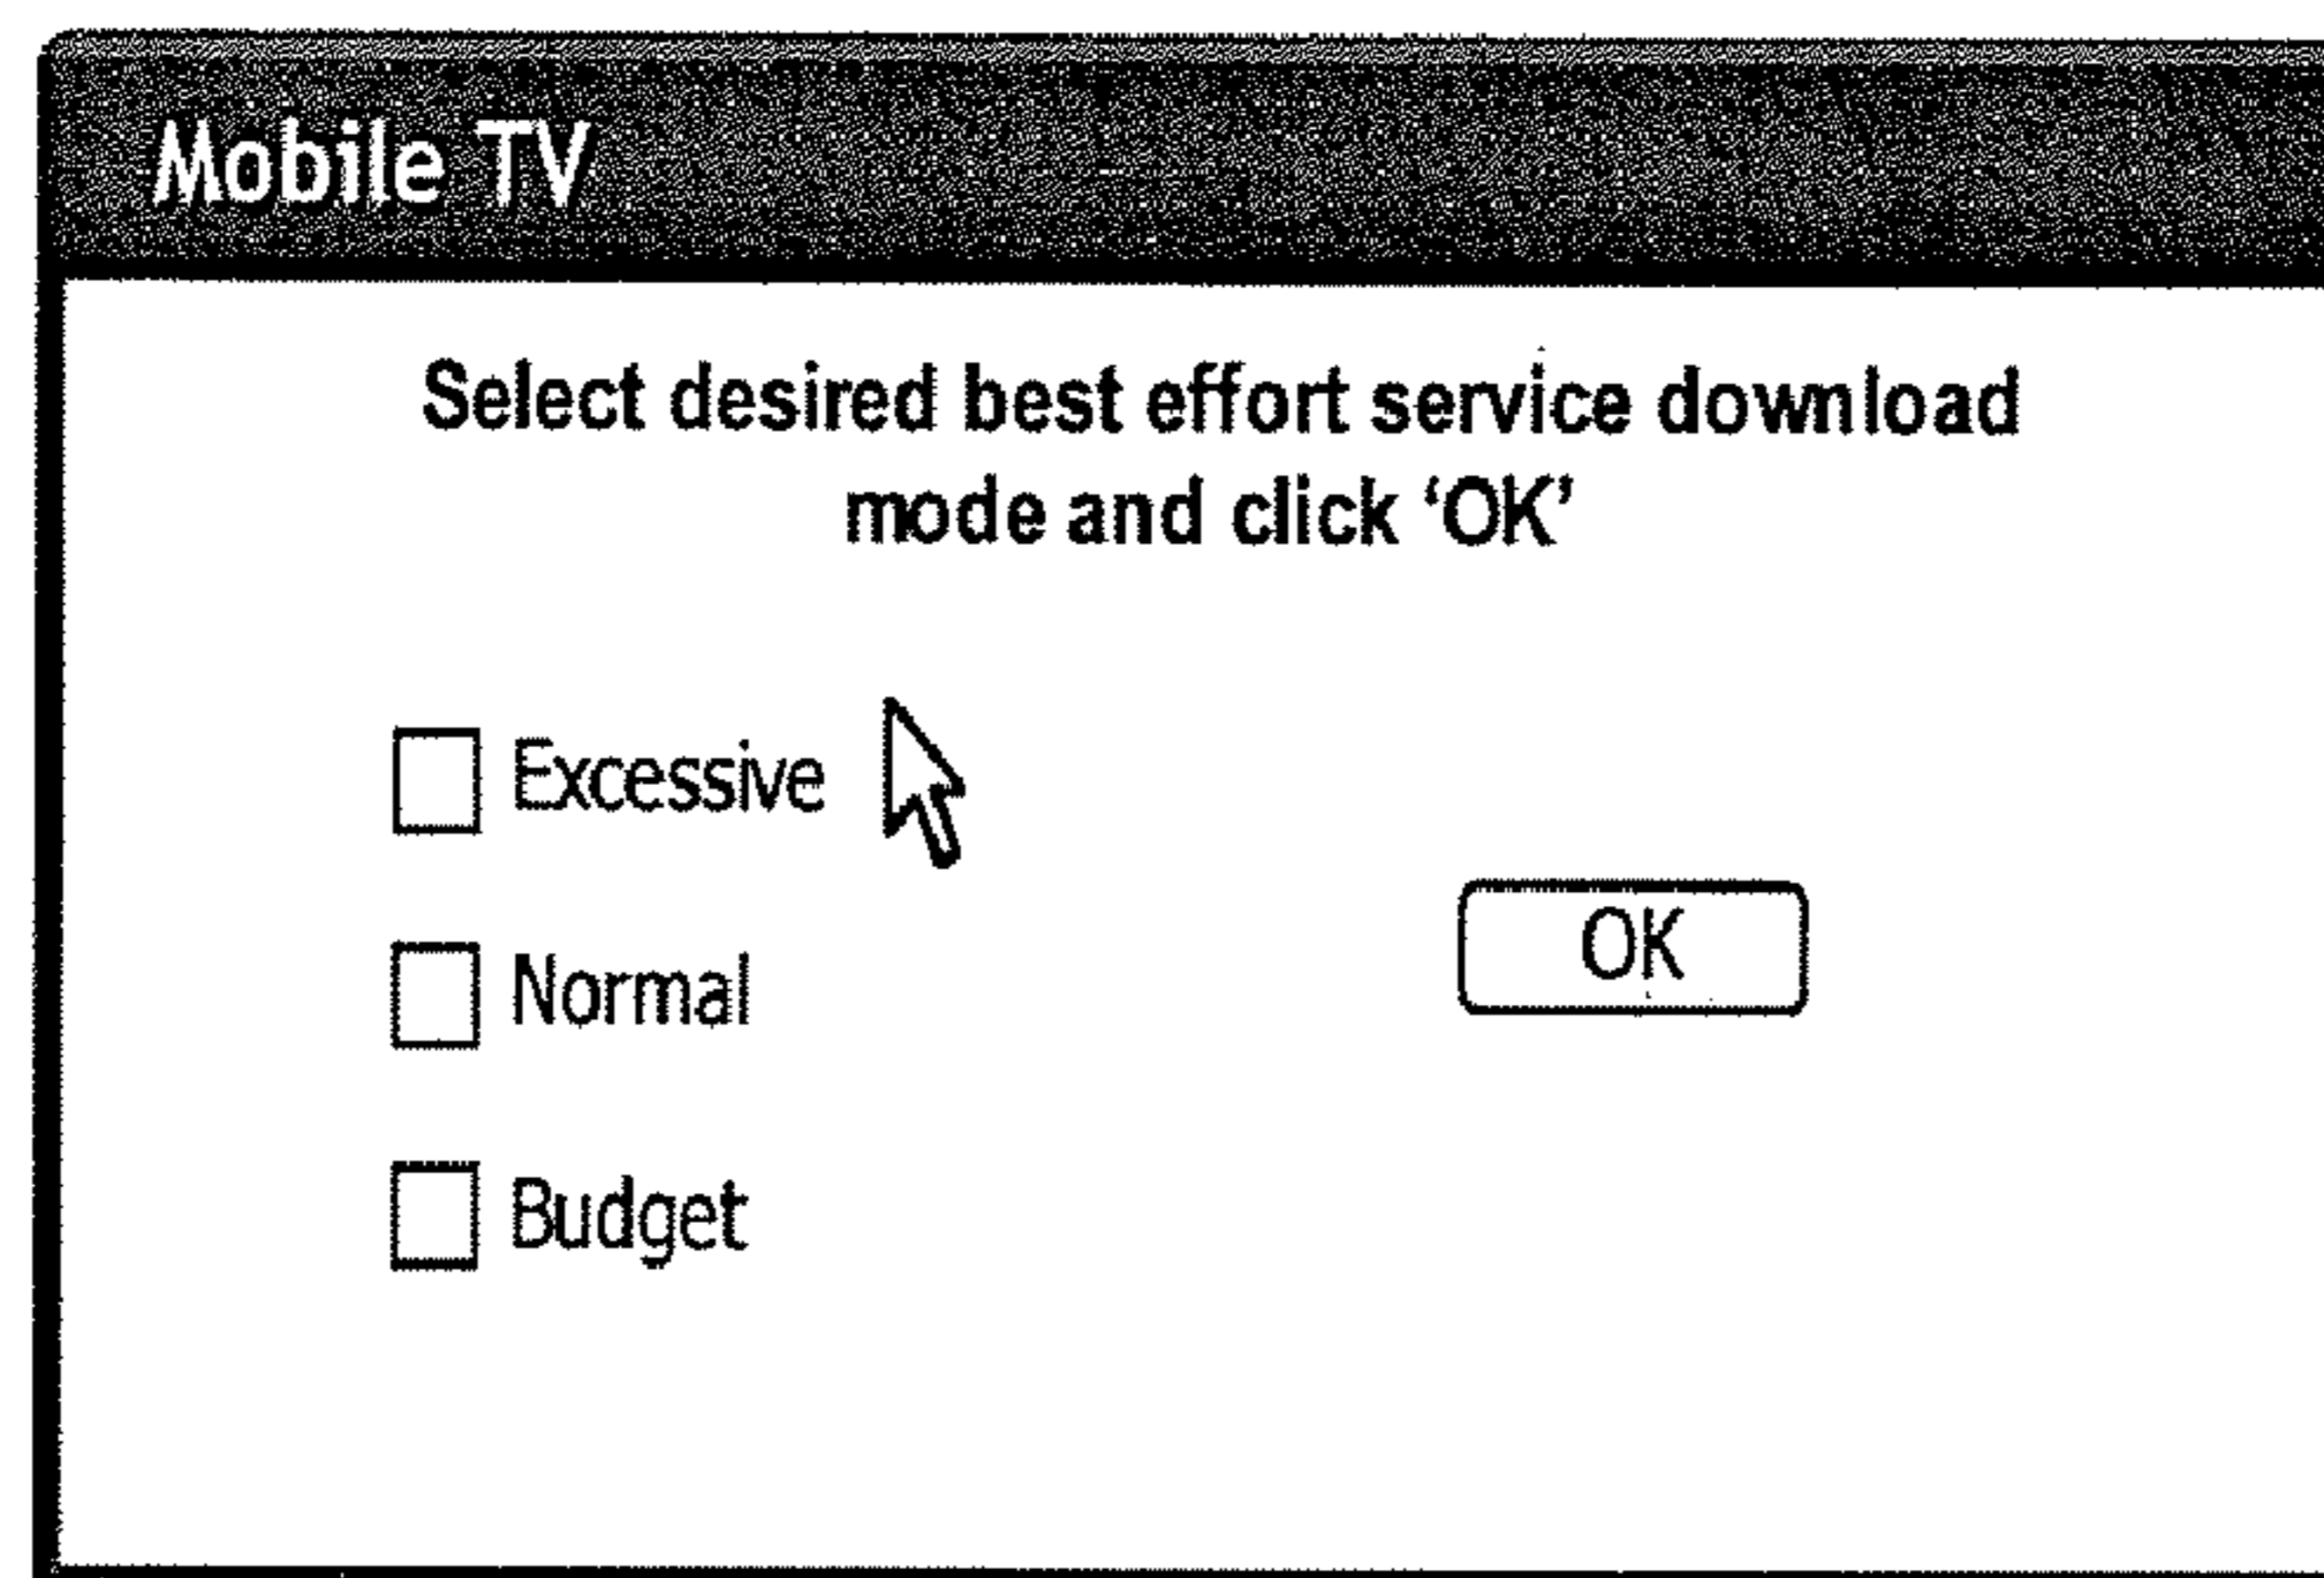 Mobile TV
Select desired best effort service download
mode and click ‘OK’
Excessive
Normal
OK
Budget